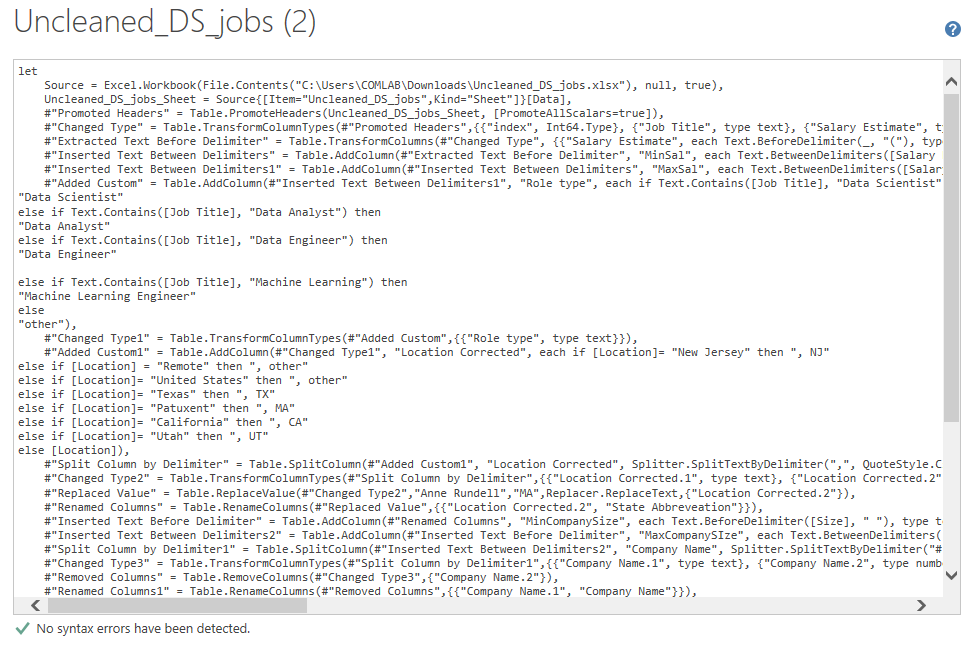 Uncleaned_DS_jobs (2)
let
    Source = Excel.Workbook(File.Contents("C:\Users\COMLAB\Downloads\Uncleaned_DS_jobs.xlsx"), null, true),
    Uncleaned_DS_jobs_Sheet = Source{[Item="Uncleaned_DS_jobs",Kind="Sheet"]}[Data],
    #"Promoted Headers" = Table.PromoteHeaders(Uncleaned_DS_jobs_Sheet, [PromoteAllScalars=true]),
    #"Changed Type" = Table.TransformColumnTypes(#"Promoted Headers",{{"index", Int64.Type}, {"Job Title", type text}, {"Salary Estimate", t
    #"Extracted Text Before Delimiter" = Table.TransformColumns(#"Changed Type", {{"Salary Estimate", each Text.BeforeDelimiter(_, "("), typ
    #"Inserted Text Between Delimiters" = Table.AddColumn(#"Extracted Text Before Delimiter", "MinSal", each Text.BetweenDelimiters([Salary
    #"Inserted Text Between Delimiters1" = Table.AddColumn(#"Inserted Text Between Delimiters", "MaxSal", each Text.BetweenDelimiters([Salar
    #"Added Custom" = Table.AddColumn(#"Inserted Text Between Delimiters1", "Role type", each if Text.Contains([Job Title], "Data Scientist"
"Data Scientist"
else if Text.Contains([Job Title], "Data Analyst") then
"Data Analyst"
else if Text.Contains([Job Title], "Data Engineer") then
"Data Engineer"
else if Text.Contains([Job Title], "Machine Learning") then
"Machine Learning Engineer"
else
"other"),
    #"Changed Type1" = Table.TransformColumnTypes(#"Added Custom",{{"Role type", type text}}),
    #"Added Custom1" = Table.AddColumn(#"Changed Type1", "Location Corrected", each if [Location]= "New Jersey" then ", NJ"
else if [Location] = "Remote" then ", other"
else if [Location]= "United States" then ", other"
else if [Location]= "Texas" then ", TX"
else if [Location]= "Patuxent" then ", MA"
else if [Location]= "California" then ", CA"
else if [Location]= "Utah" then ", UT"
else [Location]),
    #"Split Column by Delimiter" = Table.SplitColumn(#"Added Custom1", "Location Corrected", Splitter.SplitTextByDelimiter(",", QuoteStyle.C
    #"Changed Type2" = Table.TransformColumnTypes(#"Split Column by Delimiter",{{"Location Corrected.1", type text}, {"Location Corrected.2"
    #"Replaced Value" = Table.ReplaceValue(#"Changed Type2","Anne Rundell","MA",Replacer.ReplaceText,{"Location Corrected.2"}),
    #"Renamed Columns" = Table.RenameColumns(#"Replaced Value",{{"Location Corrected.2", "State Abbreveation"}}),
    #"Inserted Text Before Delimiter" = Table.AddColumn(#"Renamed Columns", "MinCompanySize", each Text.BeforeDelimiter([Size], " "), type t
    #"Inserted Text Between Delimiters2" = Table.AddColumn(#"Inserted Text Before Delimiter", "MaxCompanySIze", each Text.BetweenDelimiters(
    #"Split Column by Delimiter1" = Table.SplitColumn(#"Inserted Text Between Delimiters2", "Company Name", Splitter.SplitTextByDelimiter("#
    #"Changed Type3" = Table.TransformColumnTypes(#"Split Column by Delimiter1",{{"Company Name.1", type text}, {"Company Name.2", type numb
    #"Removed Columns" = Table.RemoveColumns(#"Changed Type3",{"Company Name.2"}),
    #"Renamed Columns1" = Table.RenameColumns(#"Removed Columns",{{"Company Name.1", "Company Name"}}),
No syntax errors have been detected.